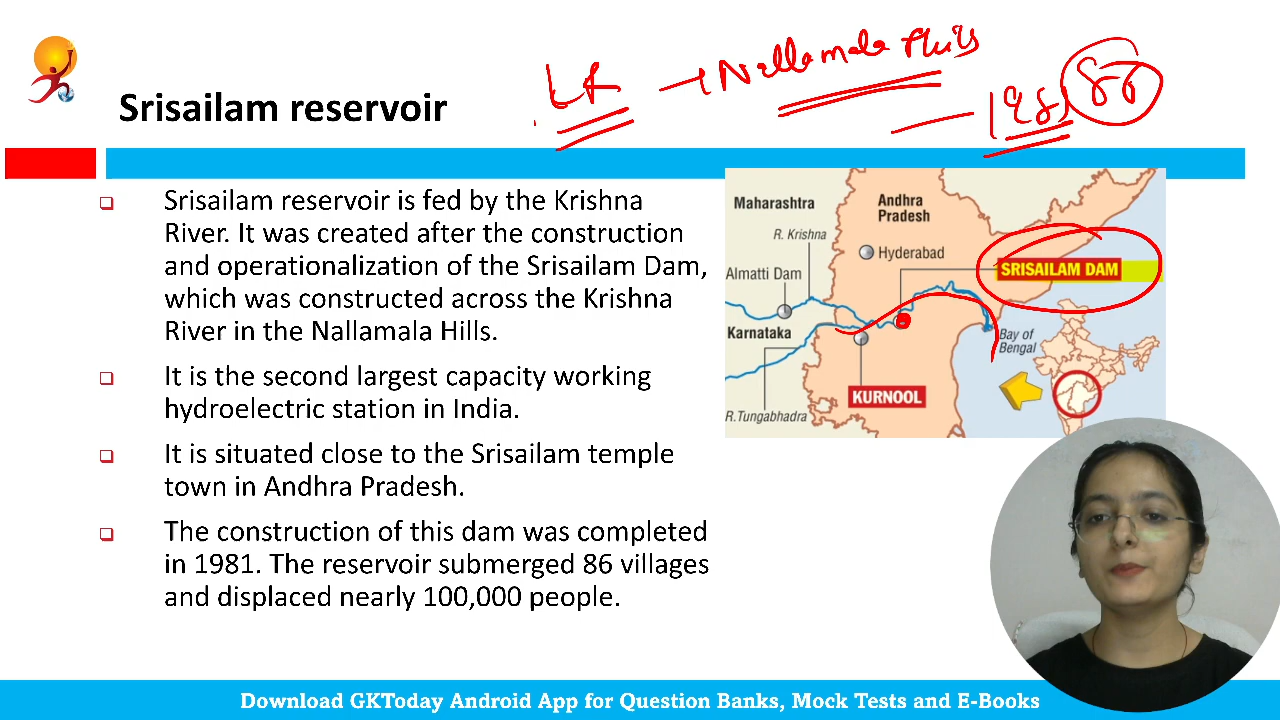 Srisailam reservoir
KR → Nallamala Hills
— 1981 86
Srisailam reservoir is fed by the Krishna
River. It was created after the construction
and operationalization of the Srisailam Dam,
which was constructed across the Krishna
River in the Nallamala Hills.
It is the second largest capacity working
hydroelectric station in India.
It is situated close to the Srisailam temple
town in Andhra Pradesh.
The construction of this dam was completed
in 1981. The reservoir submerged 86 villages
and displaced nearly 100,000 people.
Maharashtra
Andhra
Pradesh
R. Krishna
Hyderabad
Almatti Dam
SRISAILAM DAM
Karnataka
Bay of
Bengal
KURNOOL
R.Tungabhadra
Download GKToday Android App for Question Banks, Mock Tests and E-Books